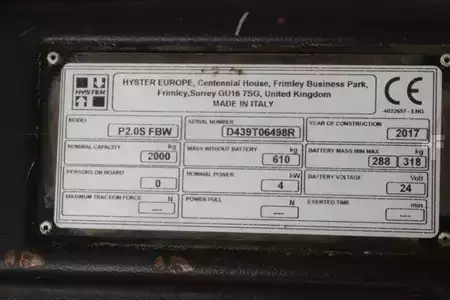 HYSTER
HYSTER EUROPE, Centennial House, Frimley Business Park,
Frimley,Surrey GU16 7SG, United Kingdom
MADE IN ITALY
CE
4022657 - ENG
MODEL SERIAL NUMBER YEAR OF CONSTRUCTION
P2.0S FBW D439T06498R 2017
NOMINAL CAPACITY kg MASS WITHOUT BATTERY kg BATTERY MASS MIN MAX kg
2000 610 288 318
PERSONS ON BOARD NOMINAL POWER kW BATTERY VOLTAGE Volt
0 4 24
MAXIMUM TRACTION FORCE N POWER PULL N EXERTED TIME min.
--- --- ---